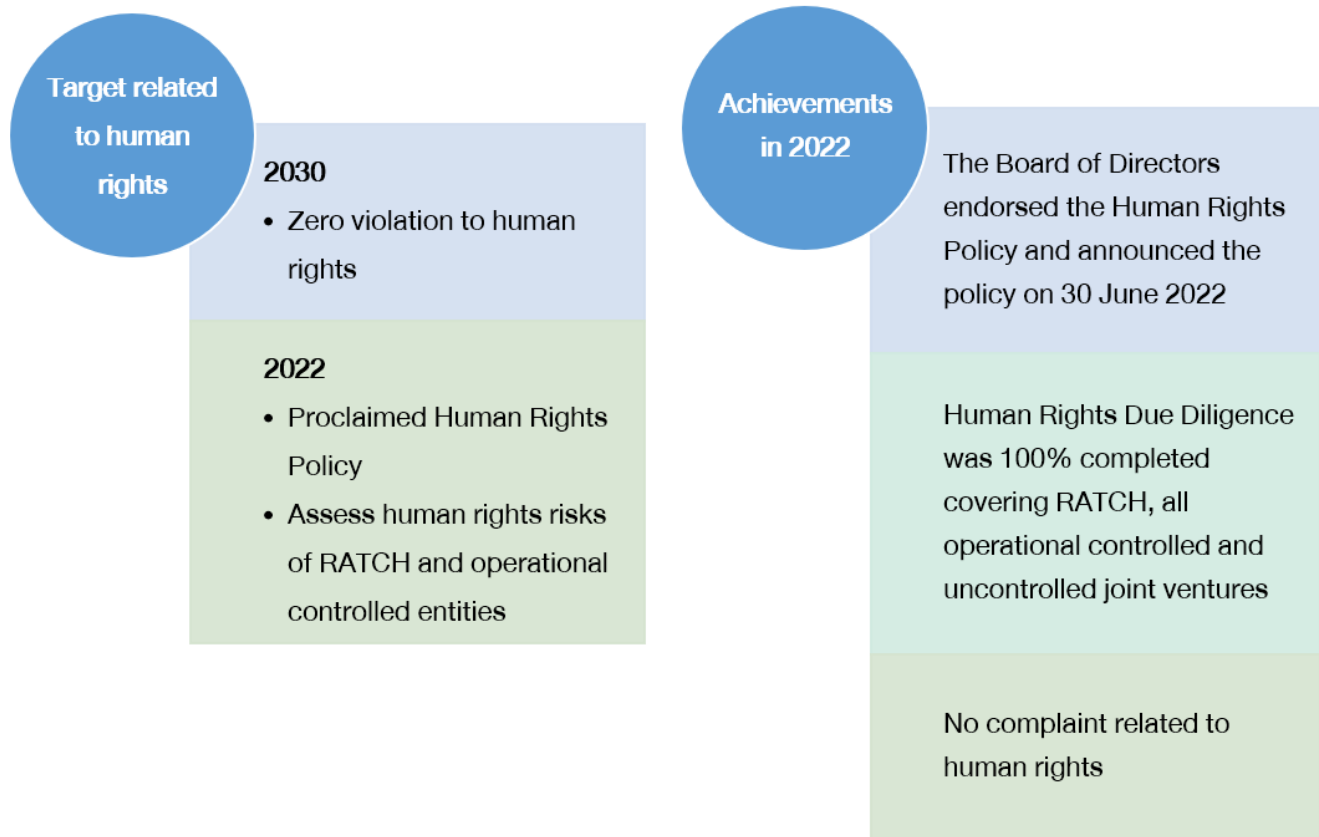 Target related
to human
rights
2030
• Zero violation to human
rights
2022
• Proclaimed Human Rights
Policy
• Assess human rights risks
of RATCH and operational
controlled entities
Achievements
in 2022
The Board of Directors
endorsed the Human Rights
Policy and announced the
policy on 30 June 2022
Human Rights Due Diligence
was 100% completed
covering RATCH, all
operational controlled and
uncontrolled joint ventures
No complaint related to
human rights